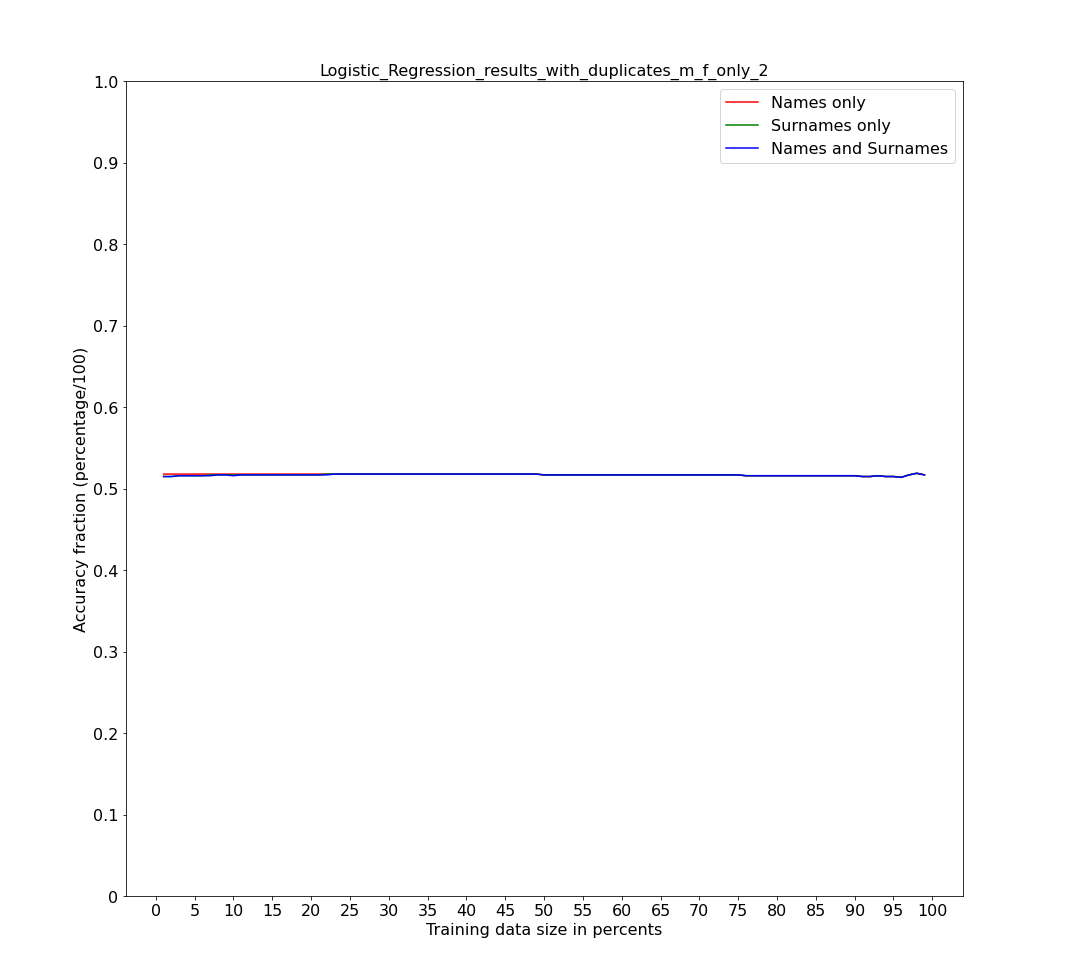 Logistic_Regression_results_with_duplicates_m_f_only_2
1.0
Names only
Surnames only
Names and Surnames
0.9
0.8
0.7
0.6
0.5
0.4
0.3
0.2
0.1
0
Accuracy fraction (percentage/100)
0 5 10 15 20 25 30 35 40 45 50 55 60 65 70 75 80 85 90 95 100
Training data size in percents